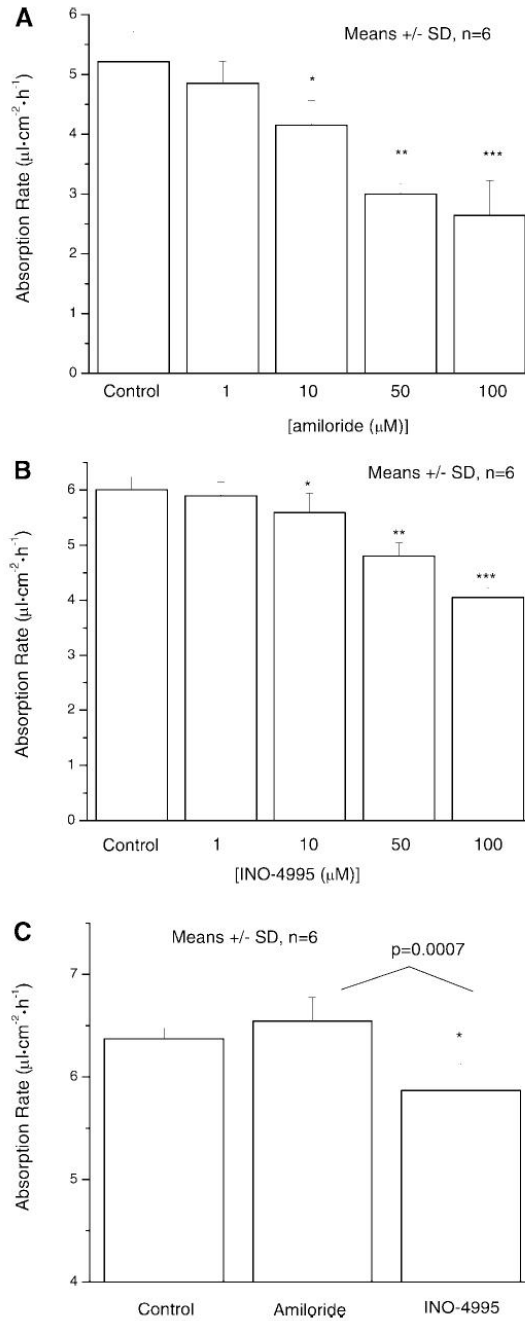 A
Means +/- SD, n=6
Absorption Rate (μl•cm⁻²•h⁻¹)
6
5
4
3
2
1
0
*
**
***
Control 1 10 50 100
[amiloride (μM)]
B
Means +/- SD, n=6
Absorption Rate (μl•cm⁻²•h⁻¹)
6
5
4
3
2
1
0
*
**
***
Control 1 10 50 100
[INO-4995 (μM)]
C
Means +/- SD, n=6
p=0.0007
Absorption Rate (μl•cm⁻²•h⁻¹)
7
6
5
4
*
Control Amiloride INO-4995